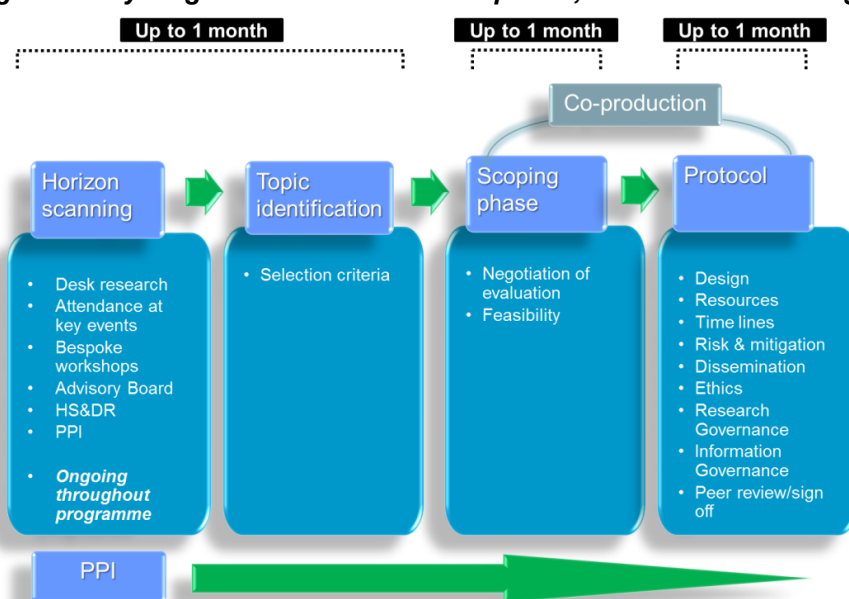 Up to 1 month
Up to 1 month
Up to 1 month
Co-production
Horizon
scanning
Topic
identification
Scoping
phase
Protocol
• Desk research
• Attendance at
key events
• Bespoke
workshops
• Advisory Board
• HS&DR
• PPI
• Ongoing
throughout
programme
• Selection criteria
• Negotiation of
evaluation
• Feasibility
• Design
• Resources
• Time lines
• Risk & mitigation
• Dissemination
• Ethics
• Research
Governance
• Information
Governance
• Peer review/sign
off
PPI